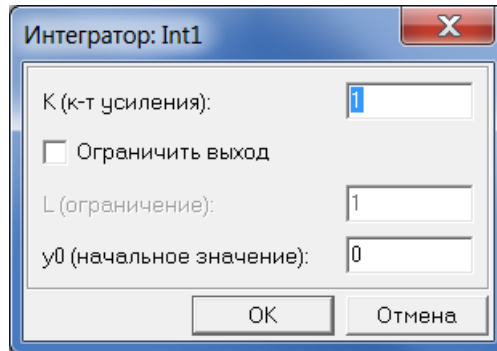 Интегратор: Int1
K (к-т усиления): 1
Ограничить выход
L (ограничение): 1
y0 (начальное значение): 0
OK Отмена